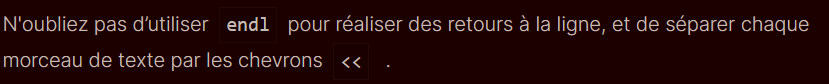 N'oubliez pas d’utiliser endl pour réaliser des retours à la ligne, et de séparer chaque
morceau de texte par les chevrons << .